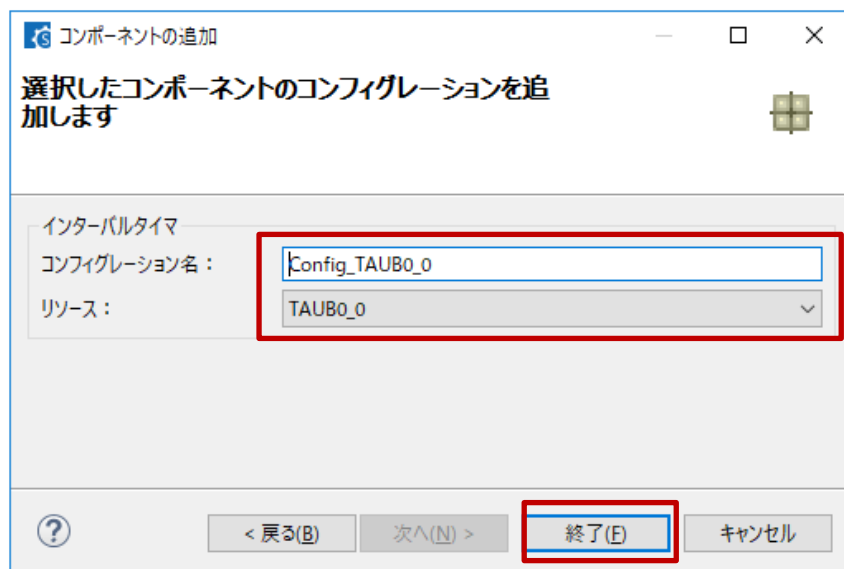 コンポーネントの追加
選択したコンポーネントのコンフィグレーションを追
加します
インターバルタイマ
コンフィグレーション名：
Config_TAUB0_0
リソース：
TAUB0_0
< 戻る(B)
次へ(N) >
終了(F)
キャンセル